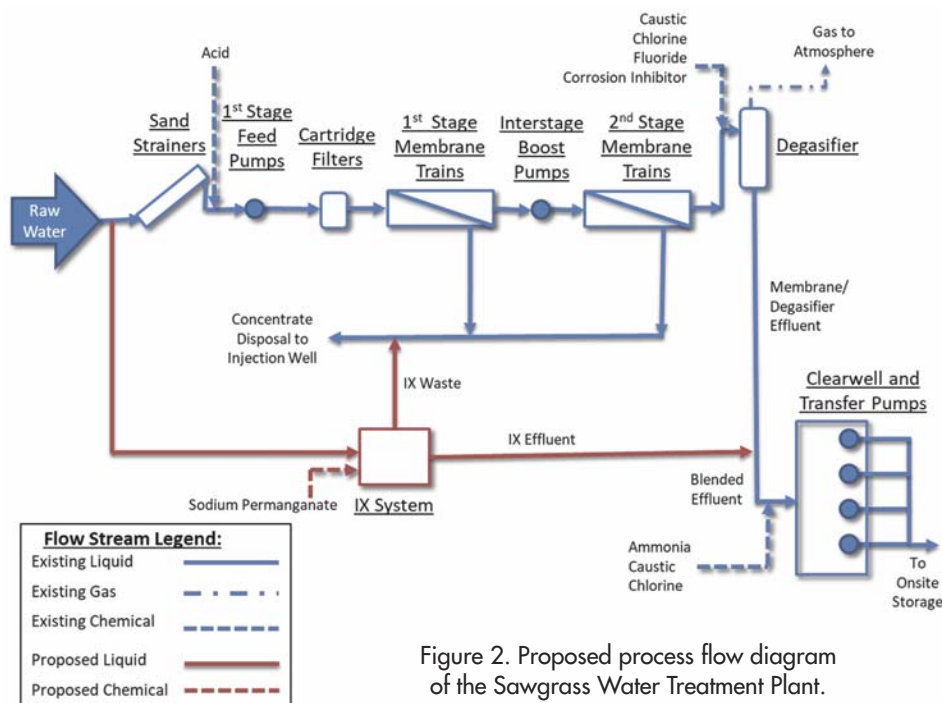 Acid
Caustic
Chlorine
Fluoride
Corrosion Inhibitor
Gas to
Atmosphere
Sand
Strainers
1st Stage
Feed
Pumps
Cartridge
Filters
1st Stage
Membrane
Trains
Interstage
Boost
Pumps
2nd Stage
Membrane
Trains
Degasifier
Raw
Water
Membrane/
Degasifier
Effluent
Concentrate
Disposal to
Injection Well
IX Waste
Clearwell and
Transfer Pumps
IX Effluent
Blended
Effluent
Sodium Permanganate
IX System
Ammonia
Caustic
Chlorine
To
Onsite
Storage
Flow Stream Legend:
Existing Liquid
Existing Gas
Existing Chemical
Proposed Liquid
Proposed Chemical
Figure 2. Proposed process flow diagram
of the Sawgrass Water Treatment Plant.